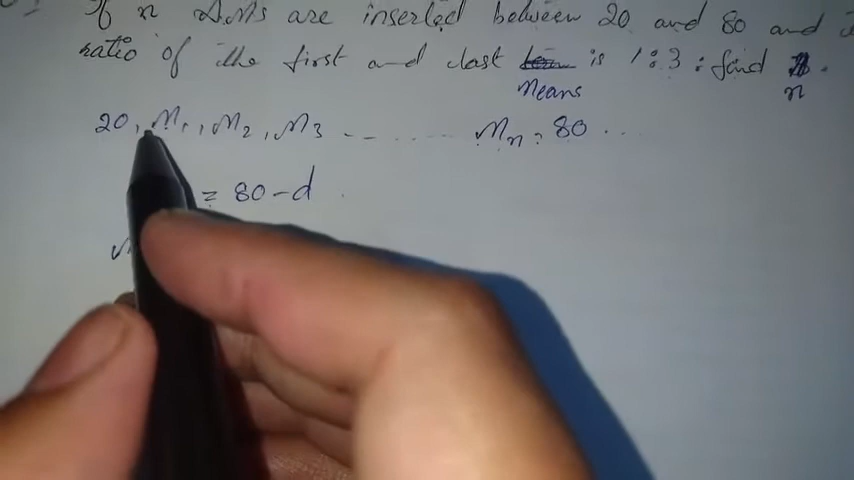 If n AMs are inserted between 20 and 80 and
ratio of the first and last is 1:3 : find
Means n
20, M1, M2, M3 - - - - - - - Mn, 80 ...
= 80-d